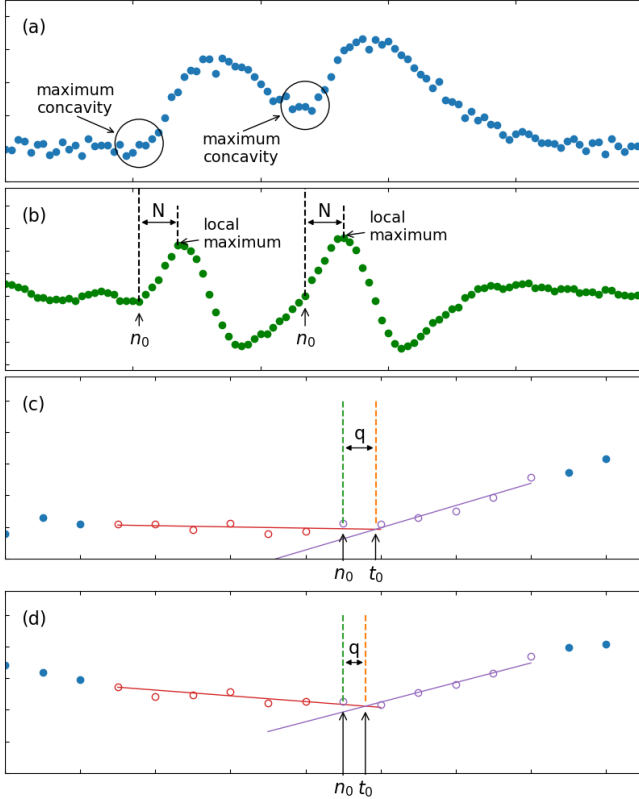 (a)
maximum
concavity
maximum
concavity
(b)
N
local
maximum
N
local
maximum
n₀
n₀
(c)
q
n₀ t₀
(d)
q
n₀ t₀